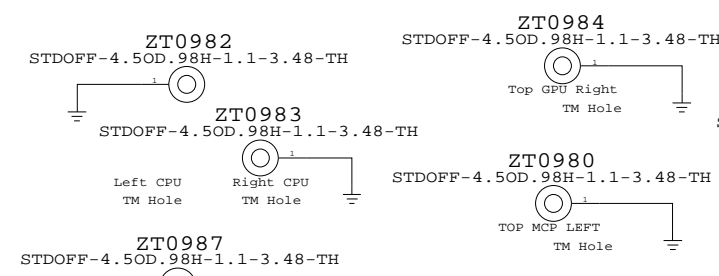 ZT0982
STDOFF-4.5OD.98H-1.1-3.48-TH
1
ZT0984
STDOFF-4.5OD.98H-1.1-3.48-TH
1
Top GPU Right
TM Hole
ZT0983
STDOFF-4.5OD.98H-1.1-3.48-TH
1
Left CPU
TM Hole
Right CPU
TM Hole
ZT0980
STDOFF-4.5OD.98H-1.1-3.48-TH
1
TOP MCP LEFT
TM Hole
ZT0987
STDOFF-4.5OD.98H-1.1-3.48-TH